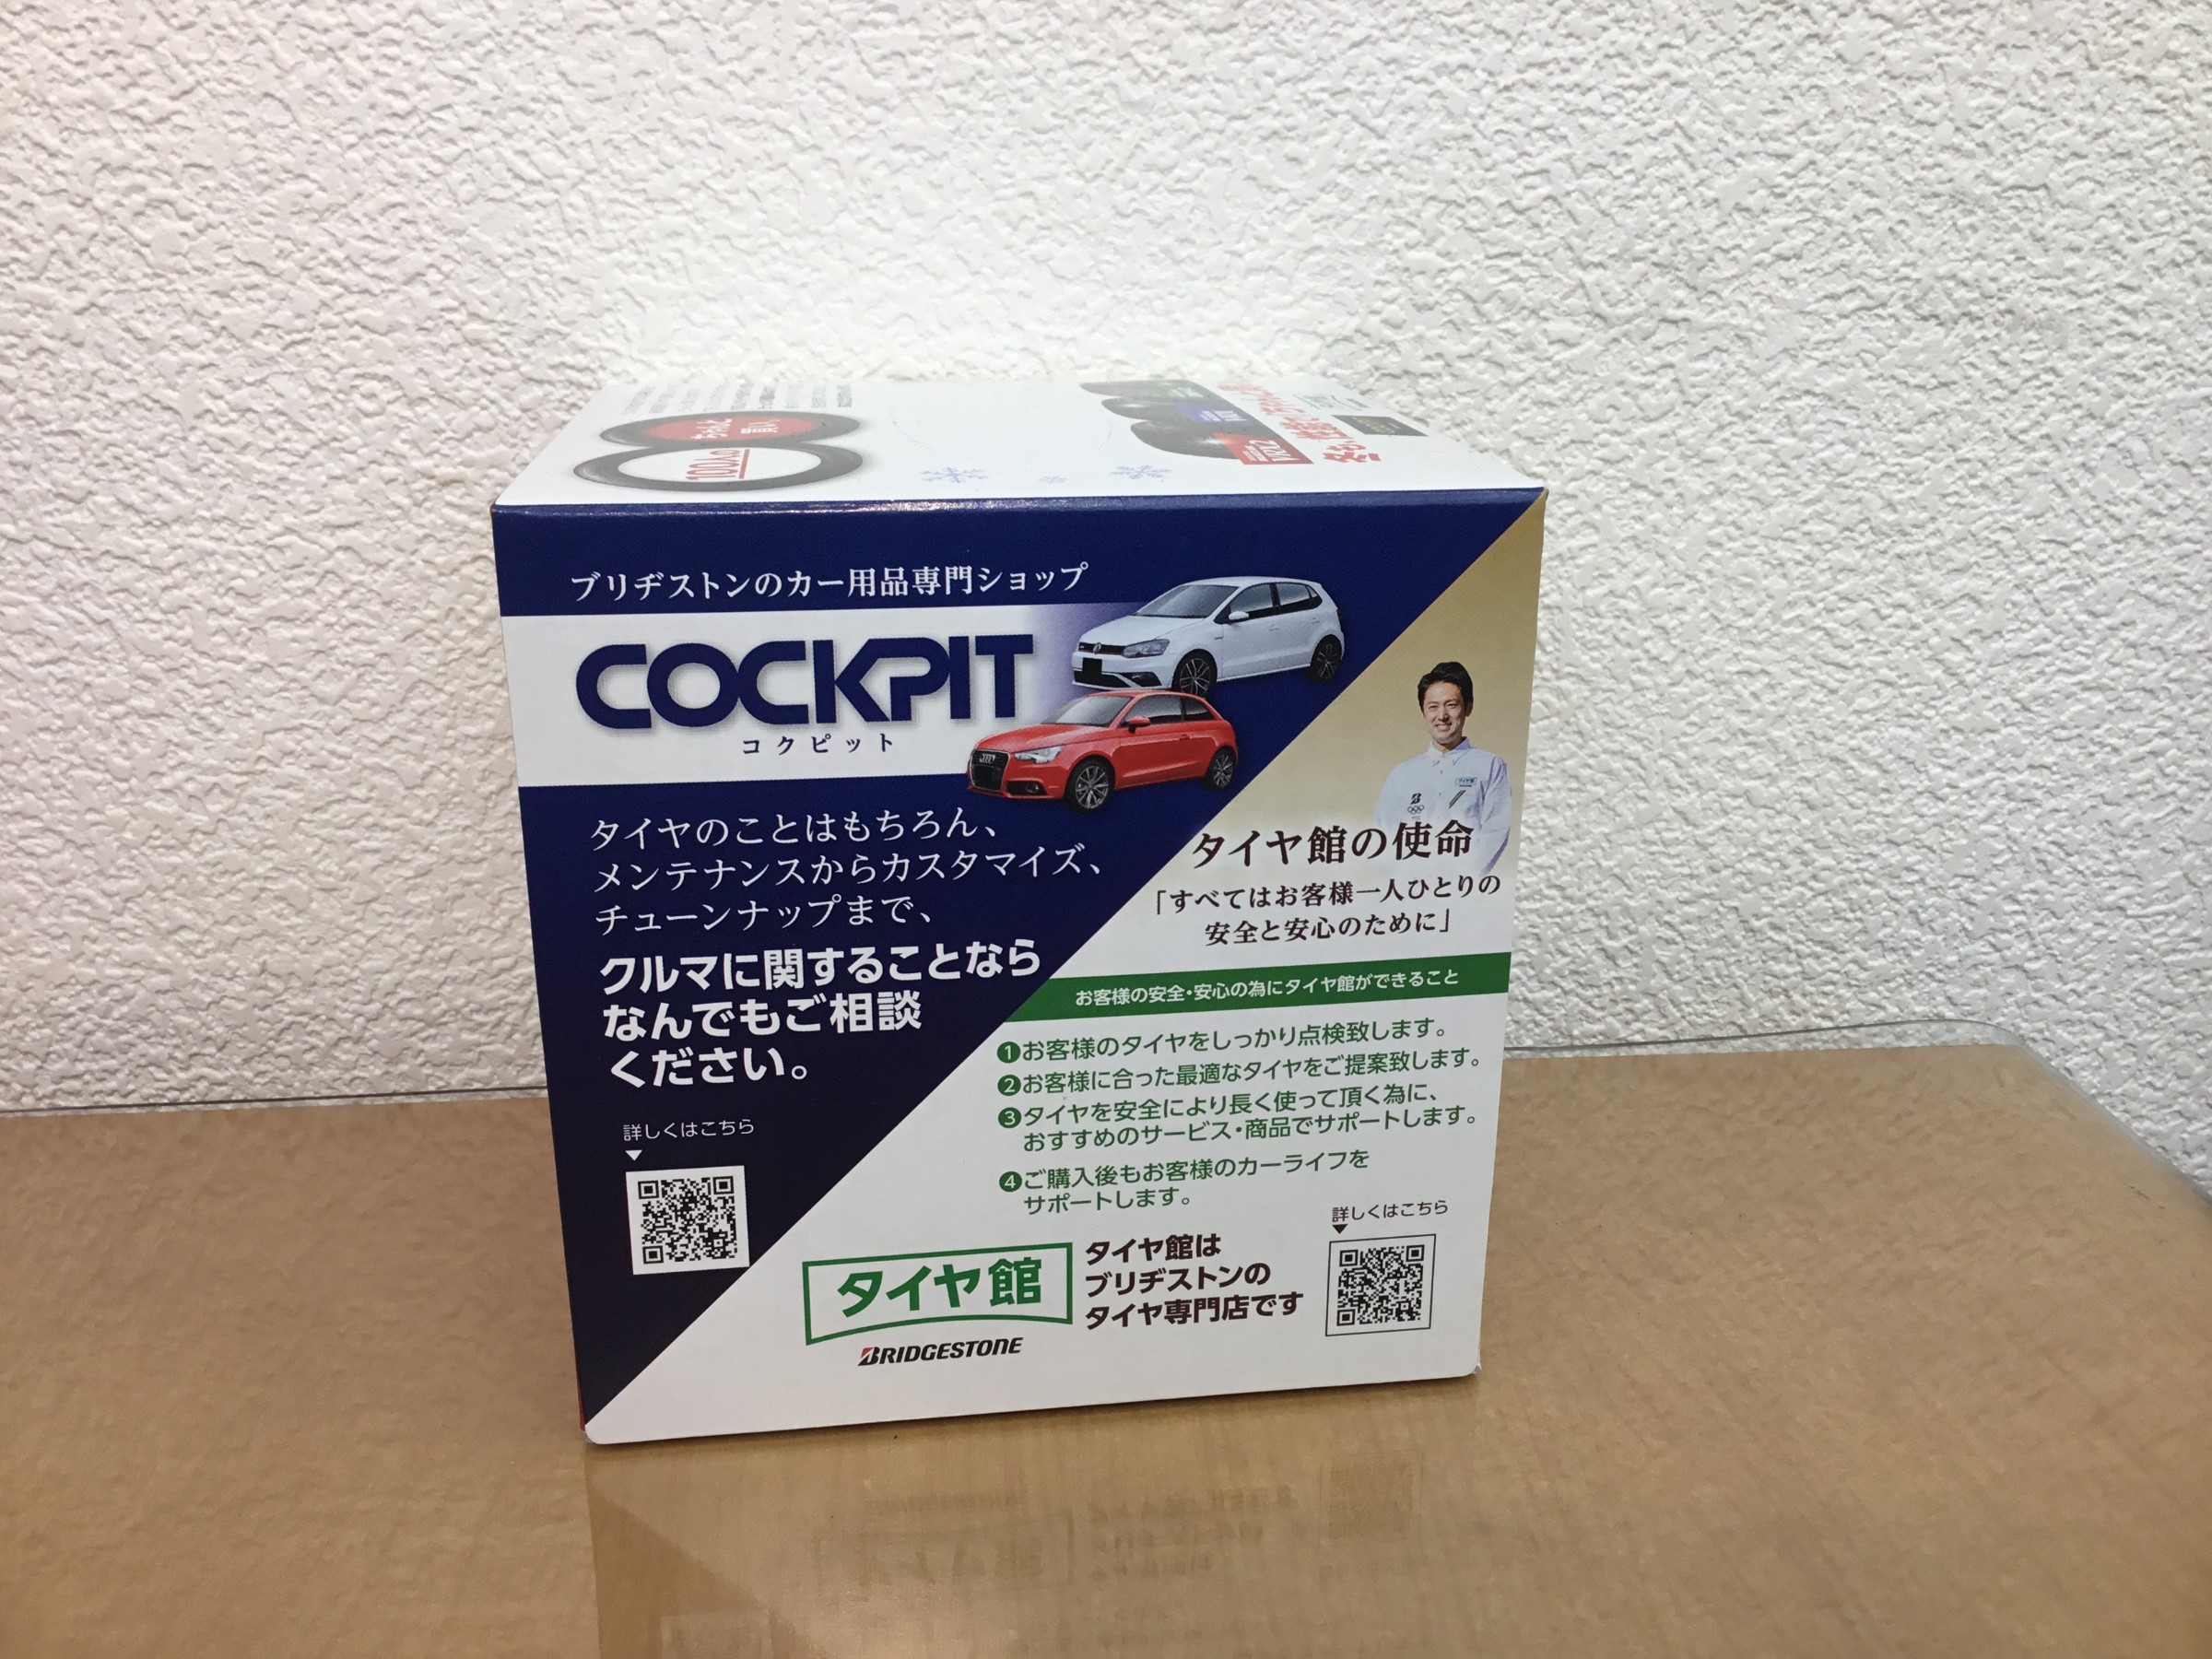 100人の
ちゃんと
買い
VRX2
ブリヂストンのカー用品専門ショップ
COCKPIT
コクピット
タイヤのことはもちろん、
メンテナンスからカスタマイズ、
チューンナップまで、
クルマに関することなら
なんでもご相談
ください。
詳しくはこちら
タイヤ館の使命
「すべてはお客様一人ひとりの
安全と安心のために」
お客様の安全・安心の為にタイヤ館ができること
❶お客様のタイヤをしっかり点検致します。
❷お客様に合った最適なタイヤをご提案致します。
❸タイヤを安全により長く使って頂く為に、
おすすめのサービス・商品でサポートします。
❹ご購入後もお客様のカーライフを
サポートします。
タイヤ館
BRIDGESTONE
タイヤ館は
ブリヂストンの
タイヤ専門店です
詳しくはこちら